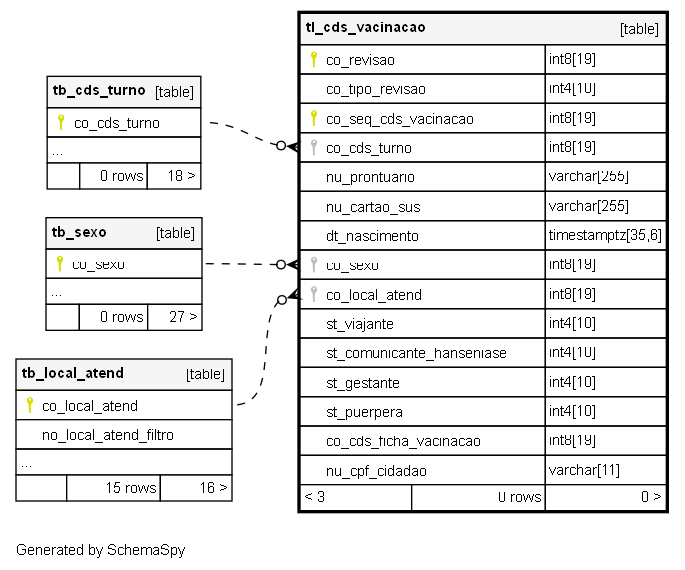 tl_cds_vacinacao [table]
co_revisao int8[19]
co_tipo_revisao int4[10]
co_seq_cds_vacinacao int8[19]
co_cds_turno int8[19]
nu_prontuario varchar[255]
nu_cartao_sus varchar[255]
dt_nascimento timestamptz[35,6]
co_sexo int8[19]
co_local_atend int8[19]
st_viajante int4[10]
st_comunicante_hanseniase int4[10]
st_gestante int4[10]
st_puerpera int4[10]
co_cds_ficha_vacinacao int8[19]
nu_cpf_cidadao varchar[11]
< 3 0 rows 0 >
tb_cds_turno [table]
co_cds_turno
...
0 rows 18 >
tb_sexo [table]
co_sexo
...
0 rows 27 >
tb_local_atend [table]
co_local_atend
no_local_atend_filtro
...
15 rows 16 >
Generated by SchemaSpy